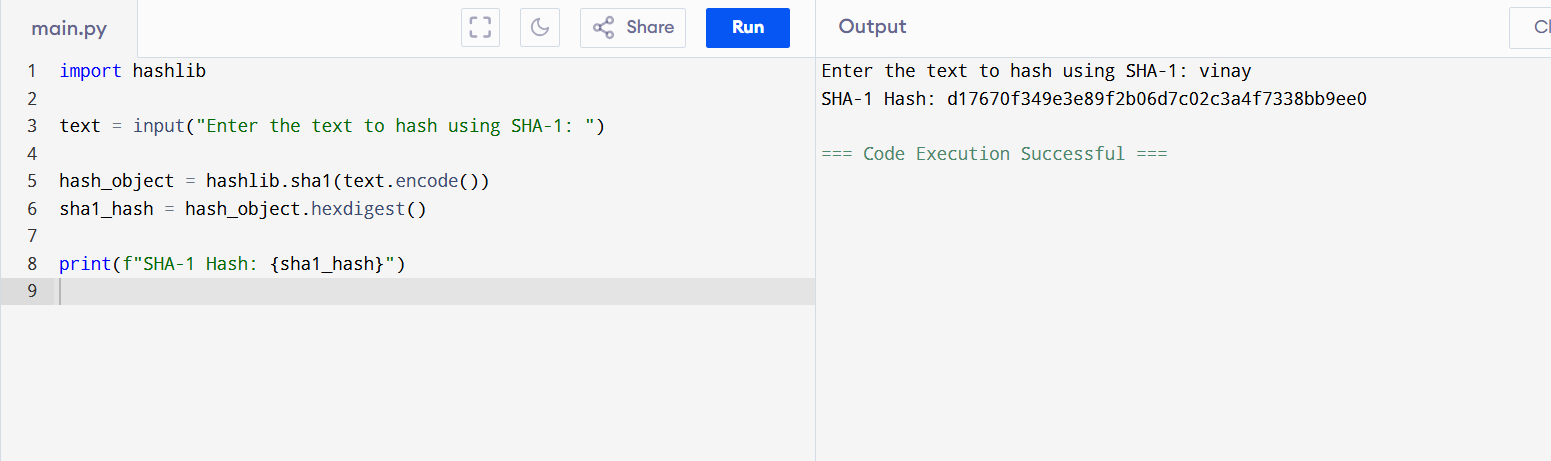 main.py
Share
Run
1 import hashlib
2
3 text = input("Enter the text to hash using SHA-1: ")
4
5 hash_object = hashlib.sha1(text.encode())
6 sha1_hash = hash_object.hexdigest()
7
8 print(f"SHA-1 Hash: {sha1_hash}")
9
Output
Enter the text to hash using SHA-1: vinay
SHA-1 Hash: d17670f349e3e89f2b06d7c02c3a4f7338bb9ee0
=== Code Execution Successful ===